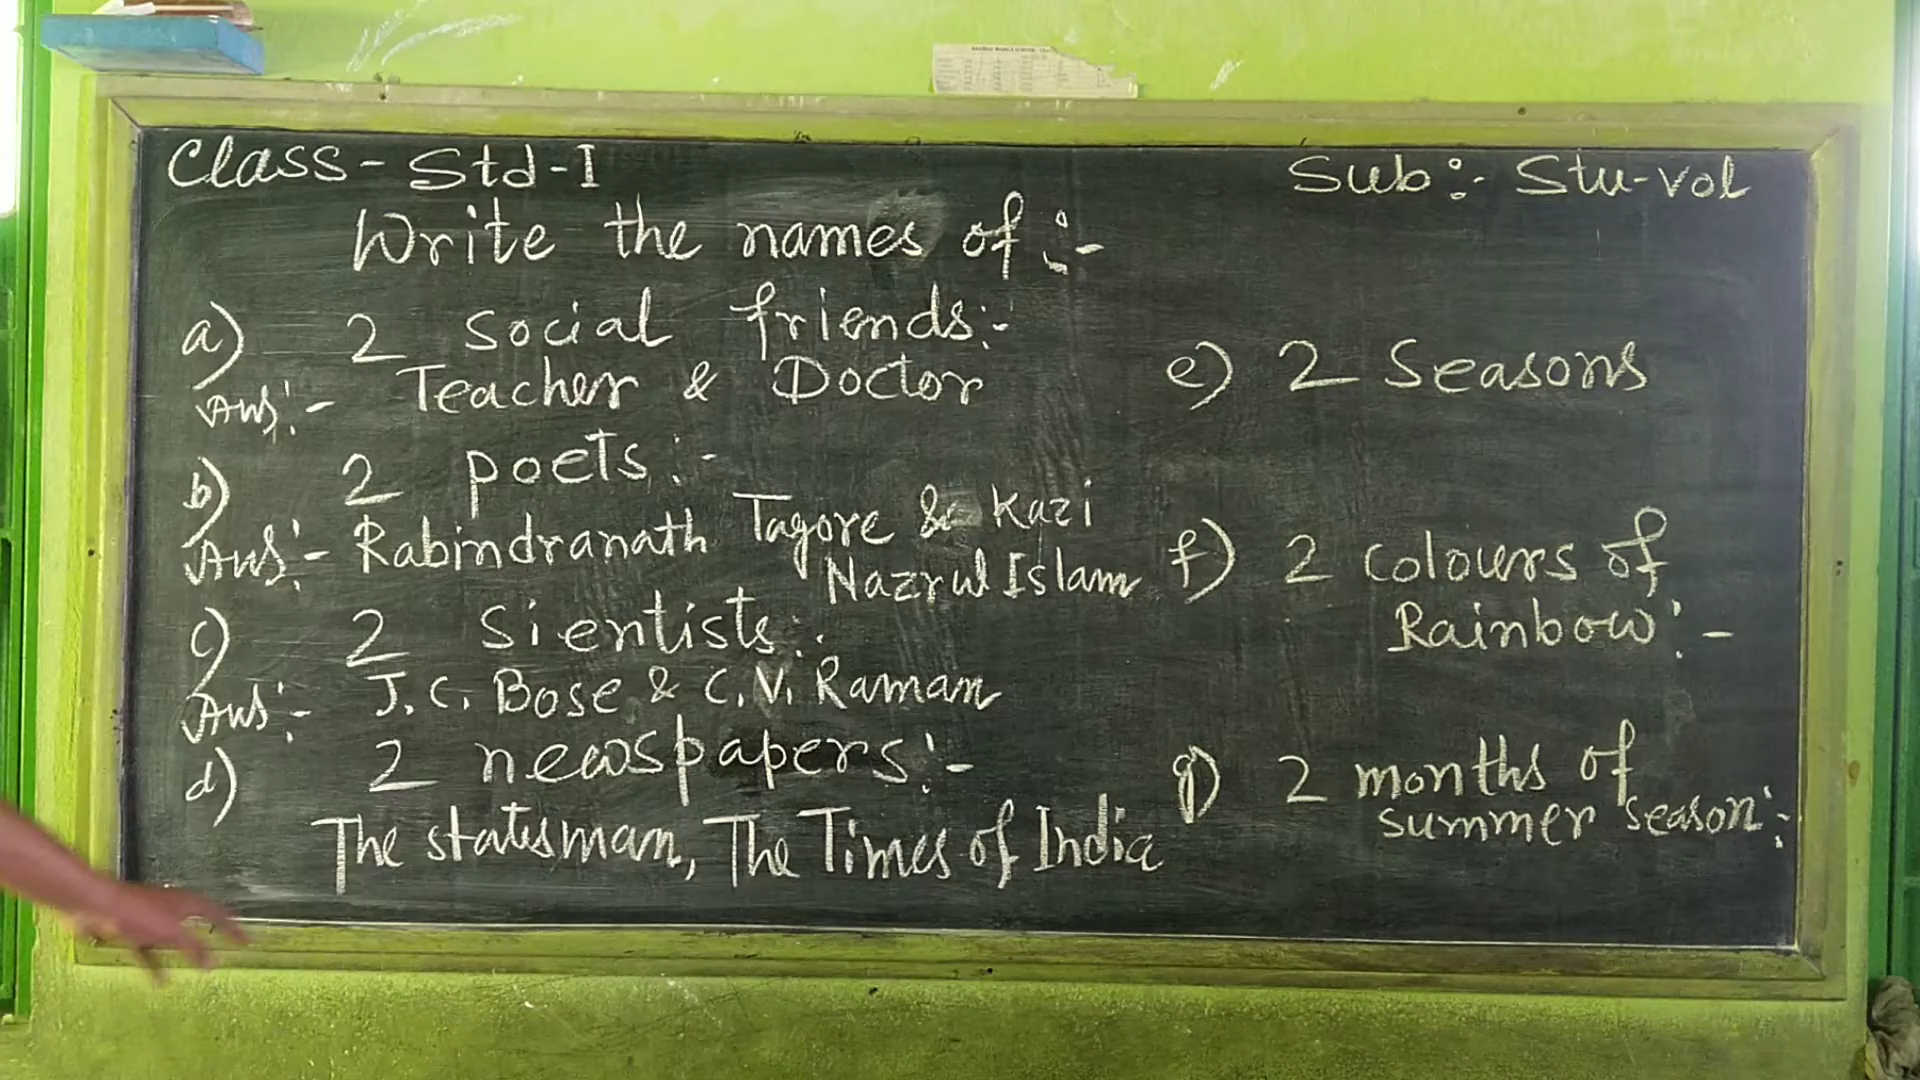 Class - Std - I
Sub :- Stu-vol
Write the names of :-
a) 2 social friends:-
Ans:- Teacher & Doctor
b) 2 poets:-
Ans:- Rabindranath Tagore & Kazi
Nazrul Islam
c) 2 Sientists:-
Ans:- J.C. Bose & C.V. Raman
d) 2 newspapers:-
The statesman, The Times of India
e) 2 Seasons
f) 2 colours of
Rainbow:-
g) 2 months of
summer season:-